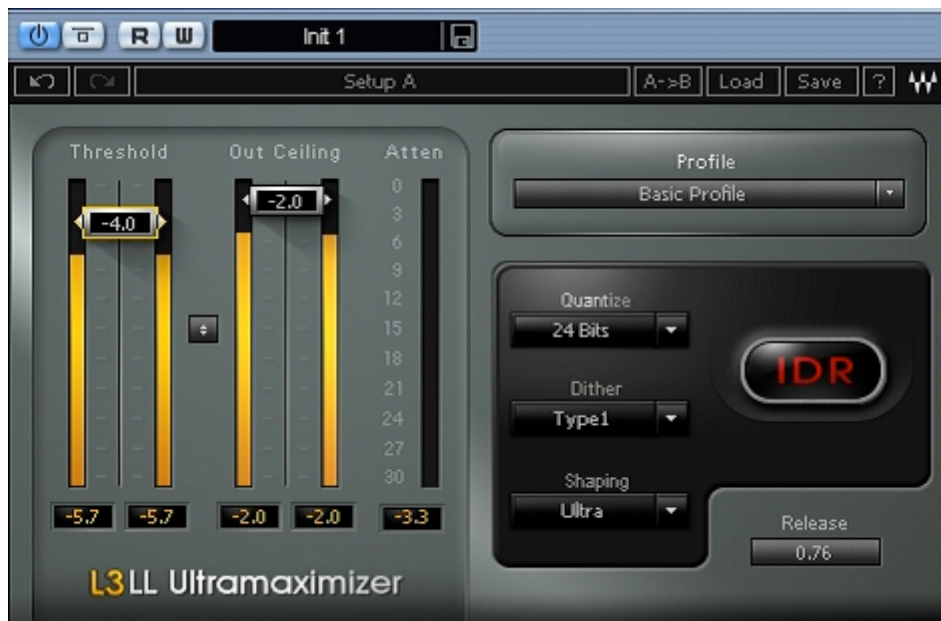 R W Init 1
Setup A A->B Load Save ?
Threshold Out Ceiling Atten
-4.0 -2.0
0
3
6
9
12
15
18
21
24
27
30
-5.7 -5.7 -2.0 -2.0 -3.3
L3LL Ultramaximizer
Profile
Basic Profile
Quantize
24 Bits
IDR
Dither
Type1
Shaping
Ultra
Release
0.76